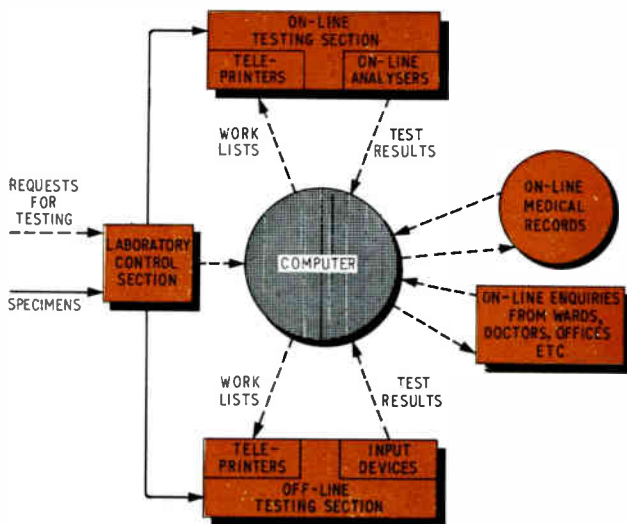 ON-LINE
TESTING SECTION
TELE-
PRINTERS
ON-LINE
ANALYSERS
WORK
LISTS
TEST
RESULTS
REQUESTS
FOR
TESTING
ON-LINE
MEDICAL
RECORDS
LABORATORY
CONTROL
SECTION
COMPUTER
SPECIMENS
ON-LINE ENQUIRIES
FROM WARDS,
DOCTORS, OFFICES
ETC
WORK
LISTS
TEST
RESULTS
TELE-
PRINTERS
INPUT
DEVICES
OFF-LINE
TESTING SECTION